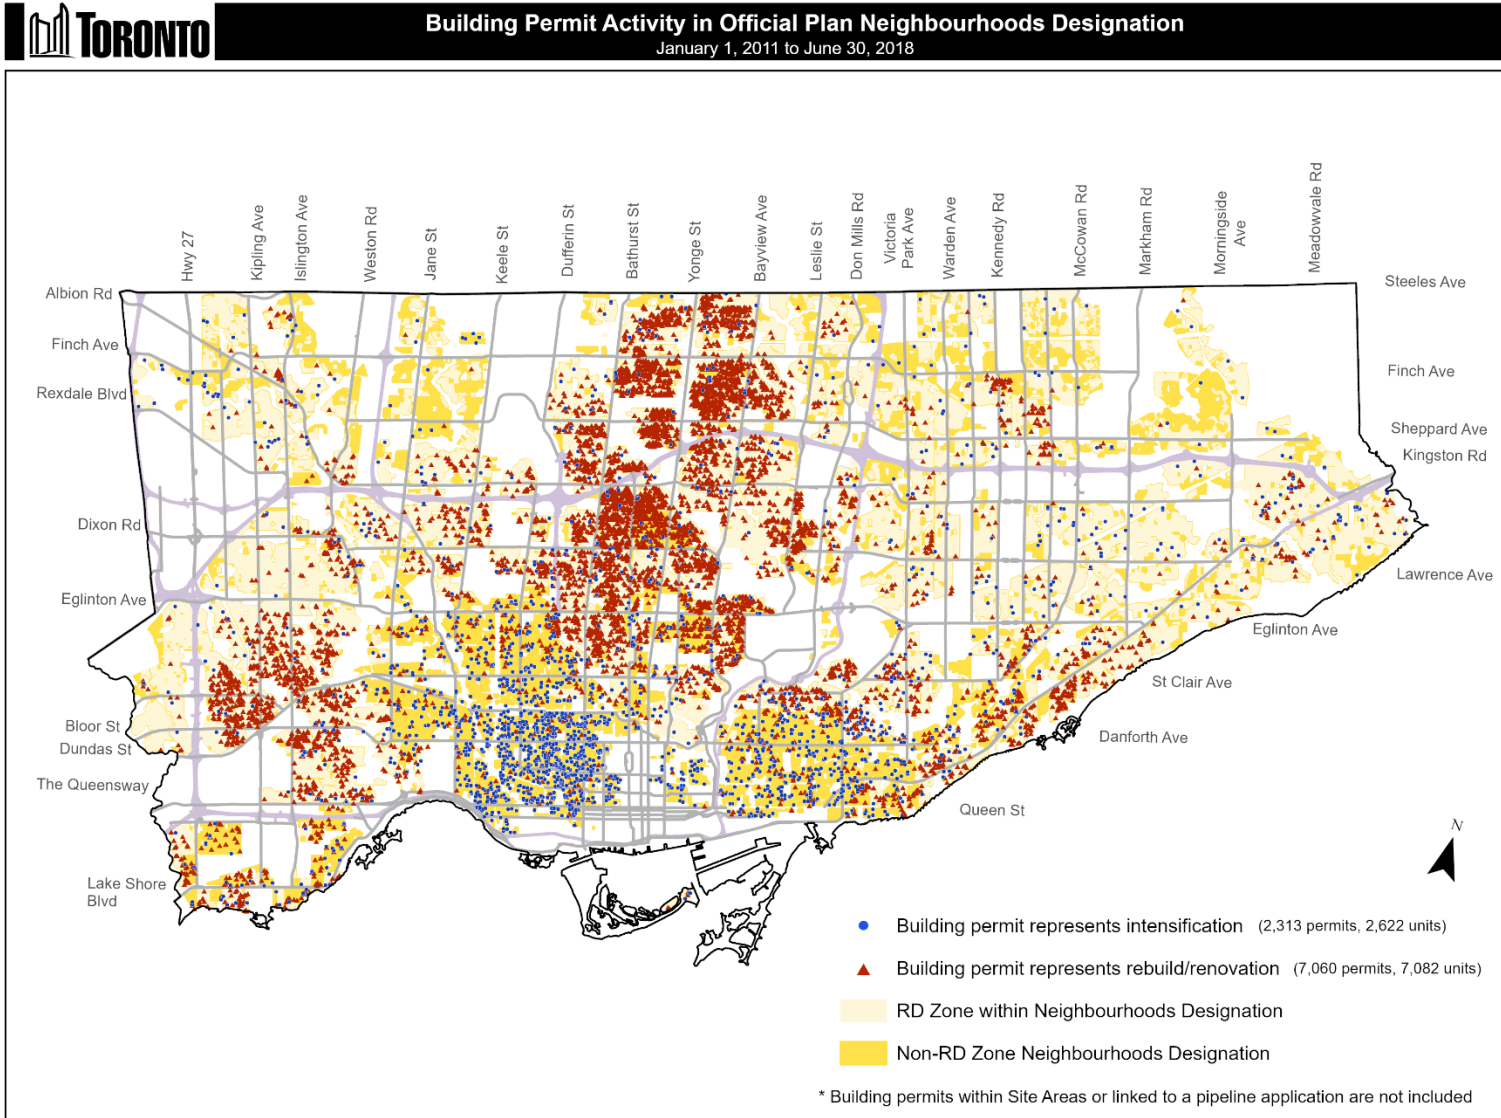 TORONTO
Building Permit Activity in Official Plan Neighbourhoods Designation
January 1, 2011 to June 30, 2018
Hwy 27
Kipling Ave
Islington Ave
Weston Rd
Jane St
Keele St
Dufferin St
Bathurst St
Yonge St
Bayview Ave
Leslie St
Don Mills Rd
Victoria
Park Ave
Warden Ave
Kennedy Rd
McCowan Rd
Markham Rd
Morningside
Ave
Meadowvale Rd
Albion Rd
Finch Ave
Rexdale Blvd
Dixon Rd
Eglinton Ave
Bloor St
Dundas St
The Queensway
Lake Shore
Blvd
Steeles Ave
Finch Ave
Sheppard Ave
Kingston Rd
Lawrence Ave
Eglinton Ave
St Clair Ave
Danforth Ave
Queen St
N
Building permit represents intensification (2,313 permits, 2,622 units)
Building permit represents rebuild/renovation (7,060 permits, 7,082 units)
RD Zone within Neighbourhoods Designation
Non-RD Zone Neighbourhoods Designation
* Building permits within Site Areas or linked to a pipeline application are not included